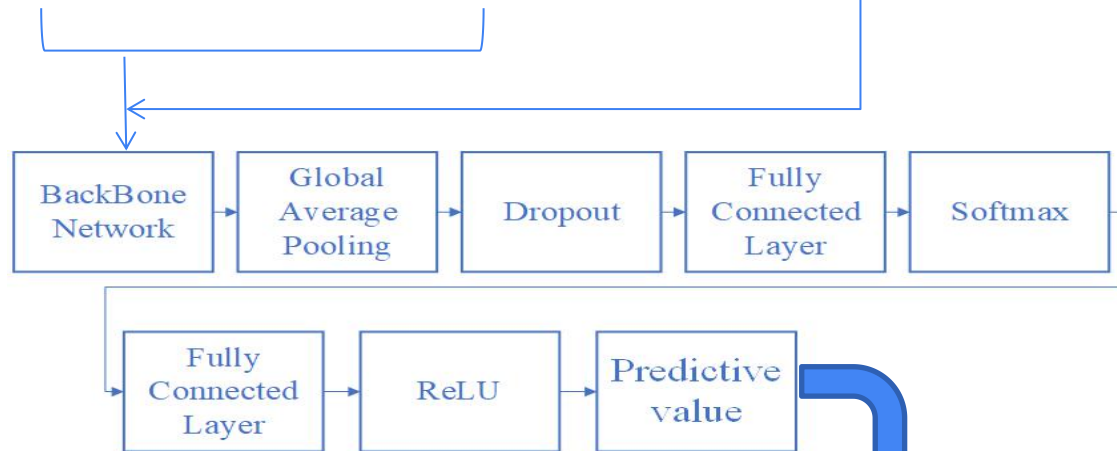 BackBone
Network
Global
Average
Pooling
Dropout
Fully
Connected
Layer
Softmax
Fully
Connected
Layer
ReLU
Predictive
value